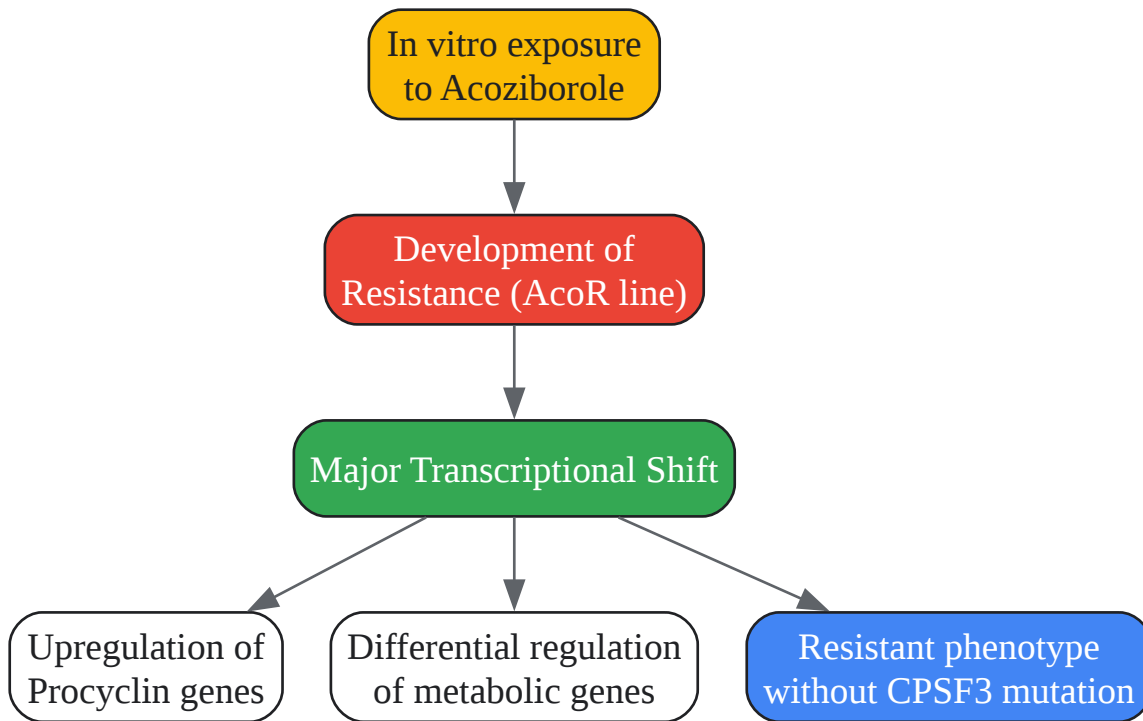 In vitro exposure
to Acoziborole
Development of
Resistance (AcoR line)
Major Transcriptional Shift
Upregulation of
Procyclin genes
Differential regulation
of metabolic genes
Resistant phenotype
without CPSF3 mutation